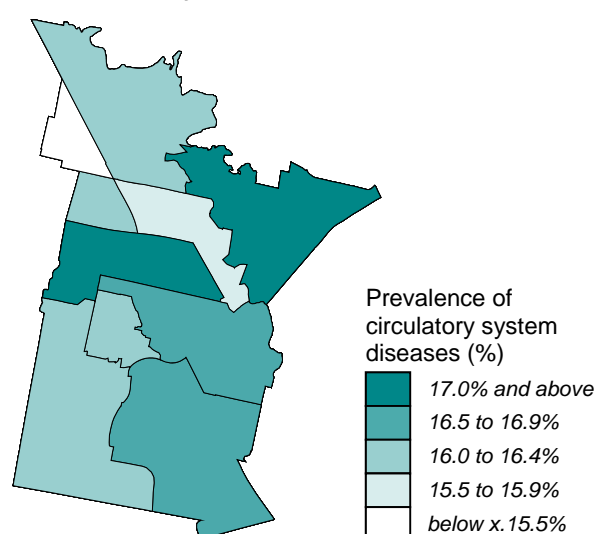 Prevalence of
circulatory system
diseases (%)
17.0% and above
16.5 to 16.9%
16.0 to 16.4%
15.5 to 15.9%
below x.15.5%